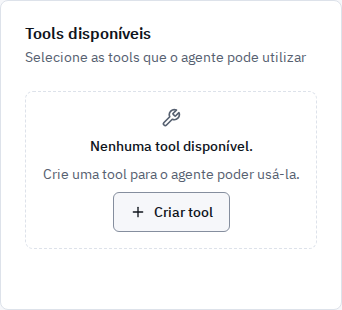 Tools disponíveis
Selecione as tools que o agente pode utilizar
Nenhuma tool disponível.
Crie uma tool para o agente poder usá-la.
Criar tool